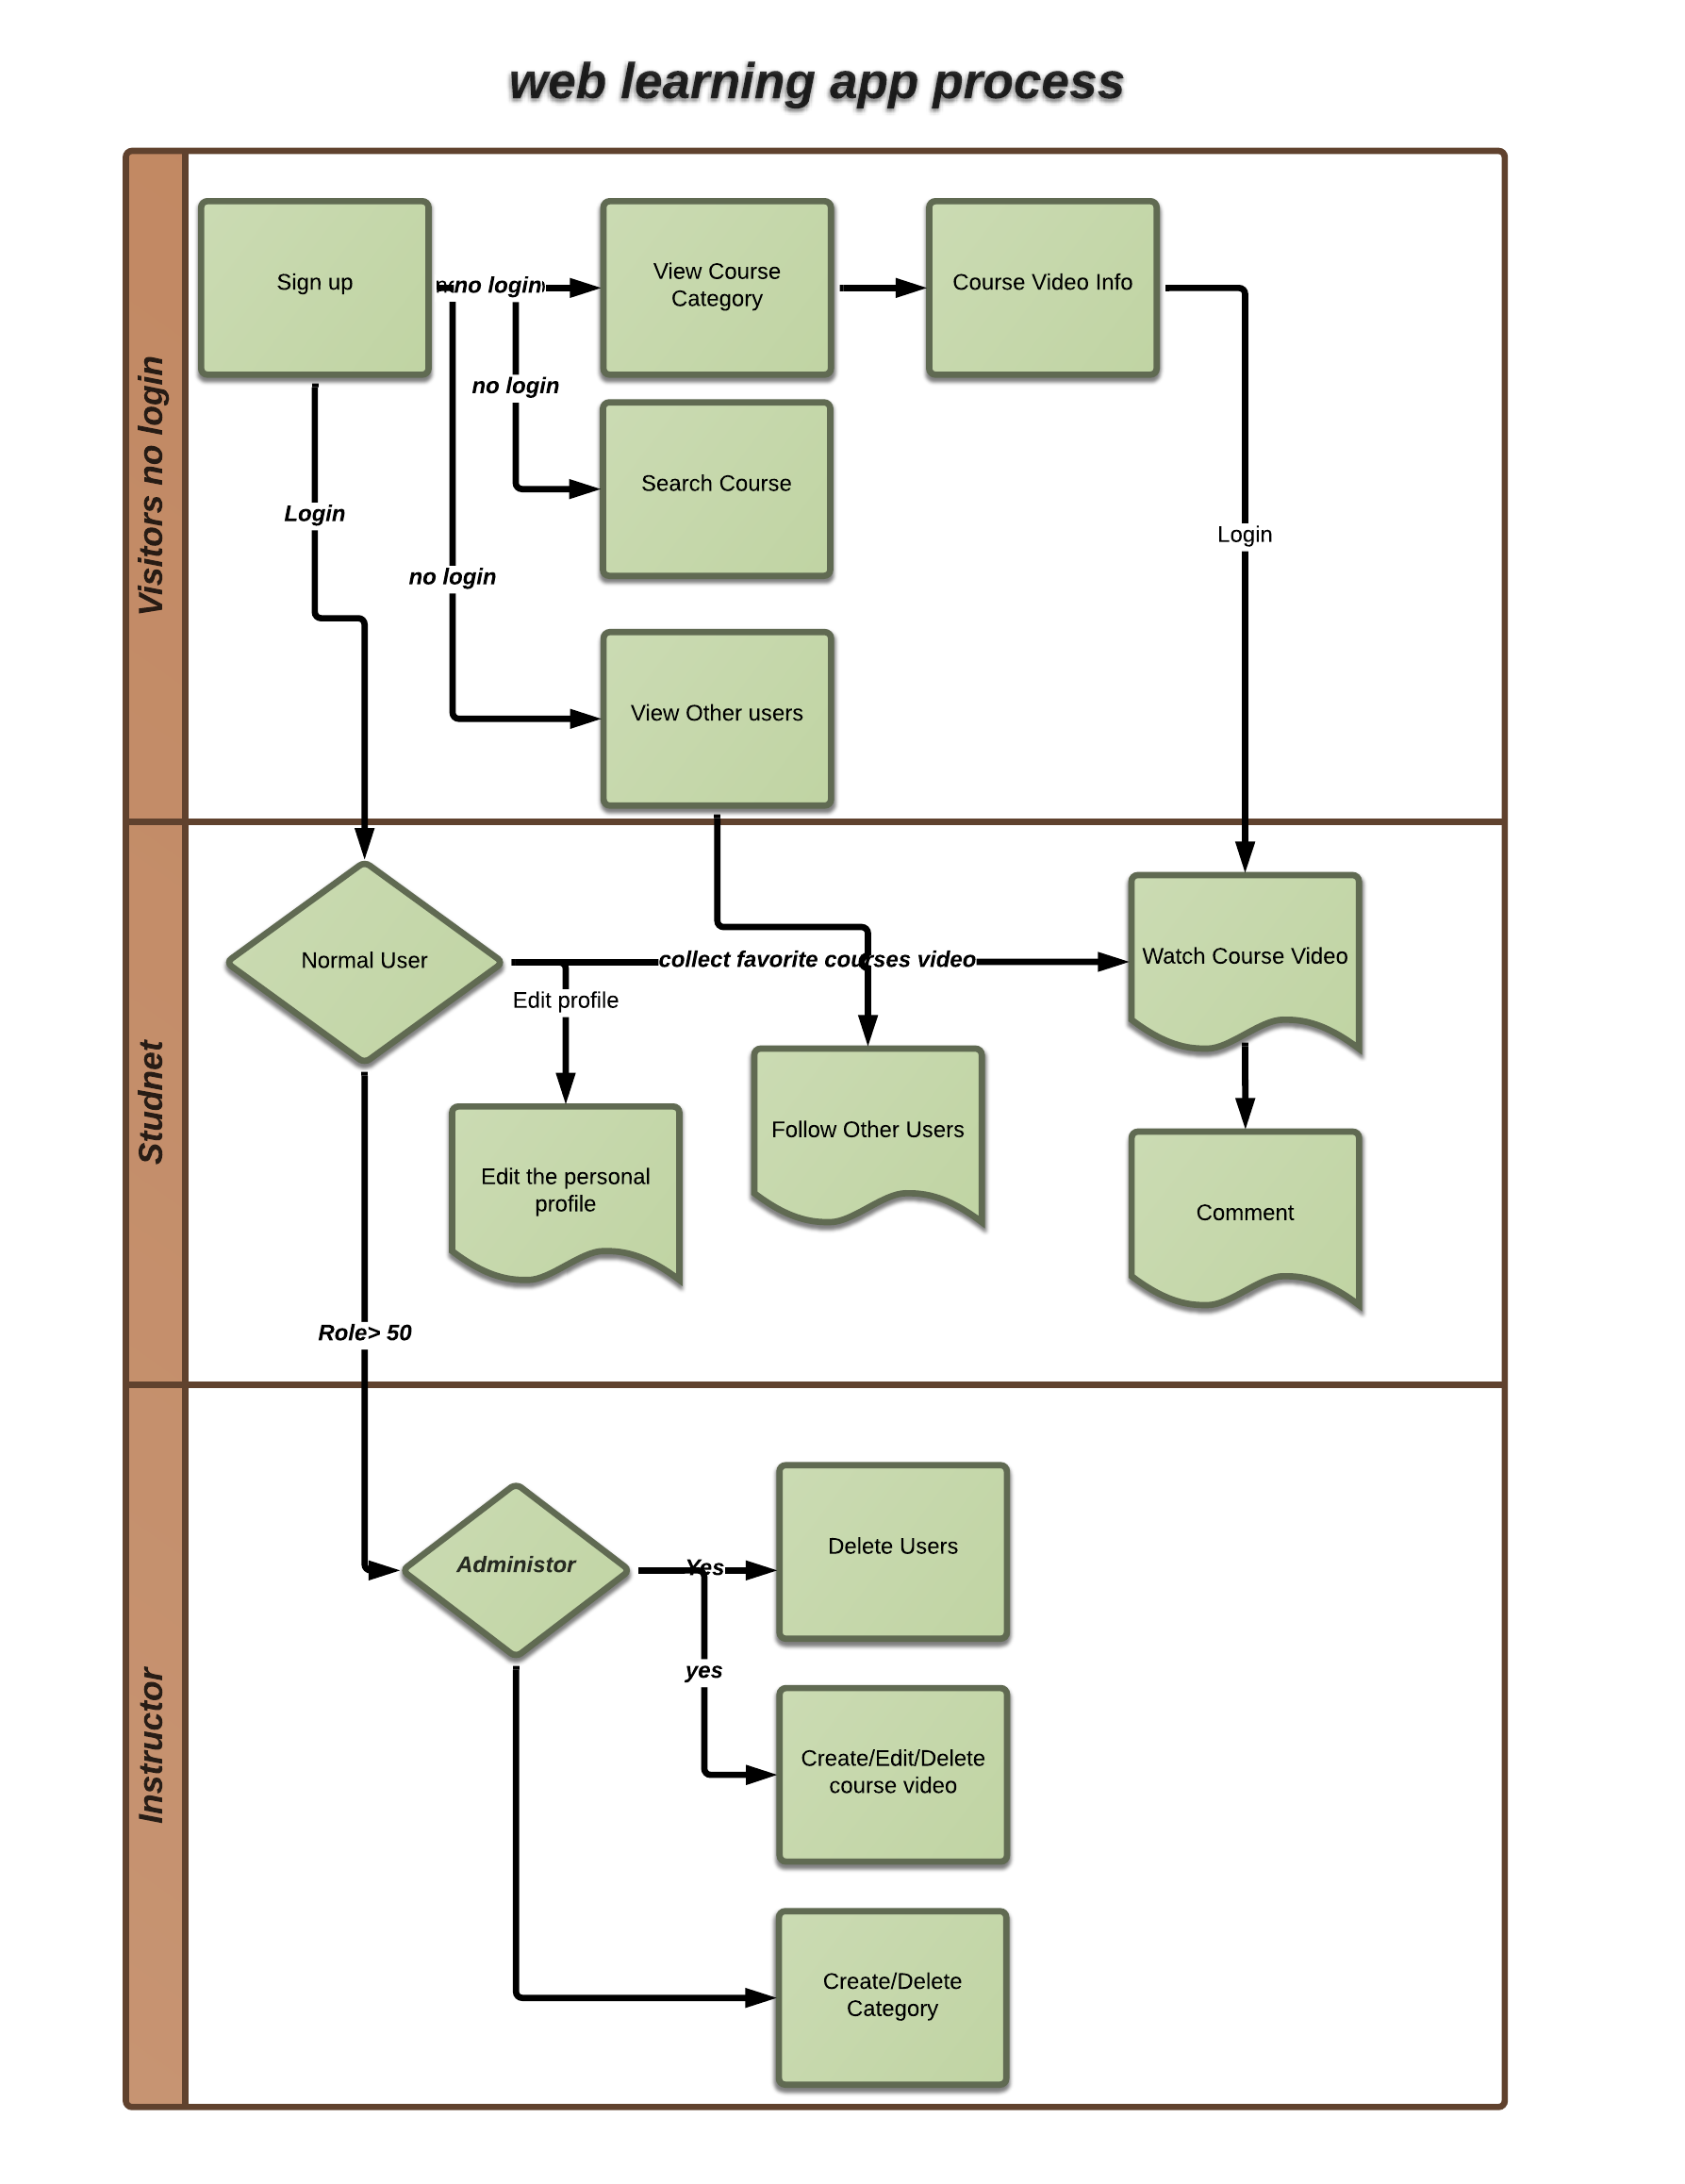 web learning app process
Visitors no login
Sign up
no login
View Course
Category
Course Video Info
no login
Search Course
Login
Login
no login
View Other users
Studnet
Normal User
collect favorite courses video
Watch Course Video
Edit profile
Edit the personal
profile
Follow Other Users
Comment
Role> 50
Instructor
Administor
Yes
Delete Users
yes
Create/Edit/Delete
course video
Create/Delete
Category